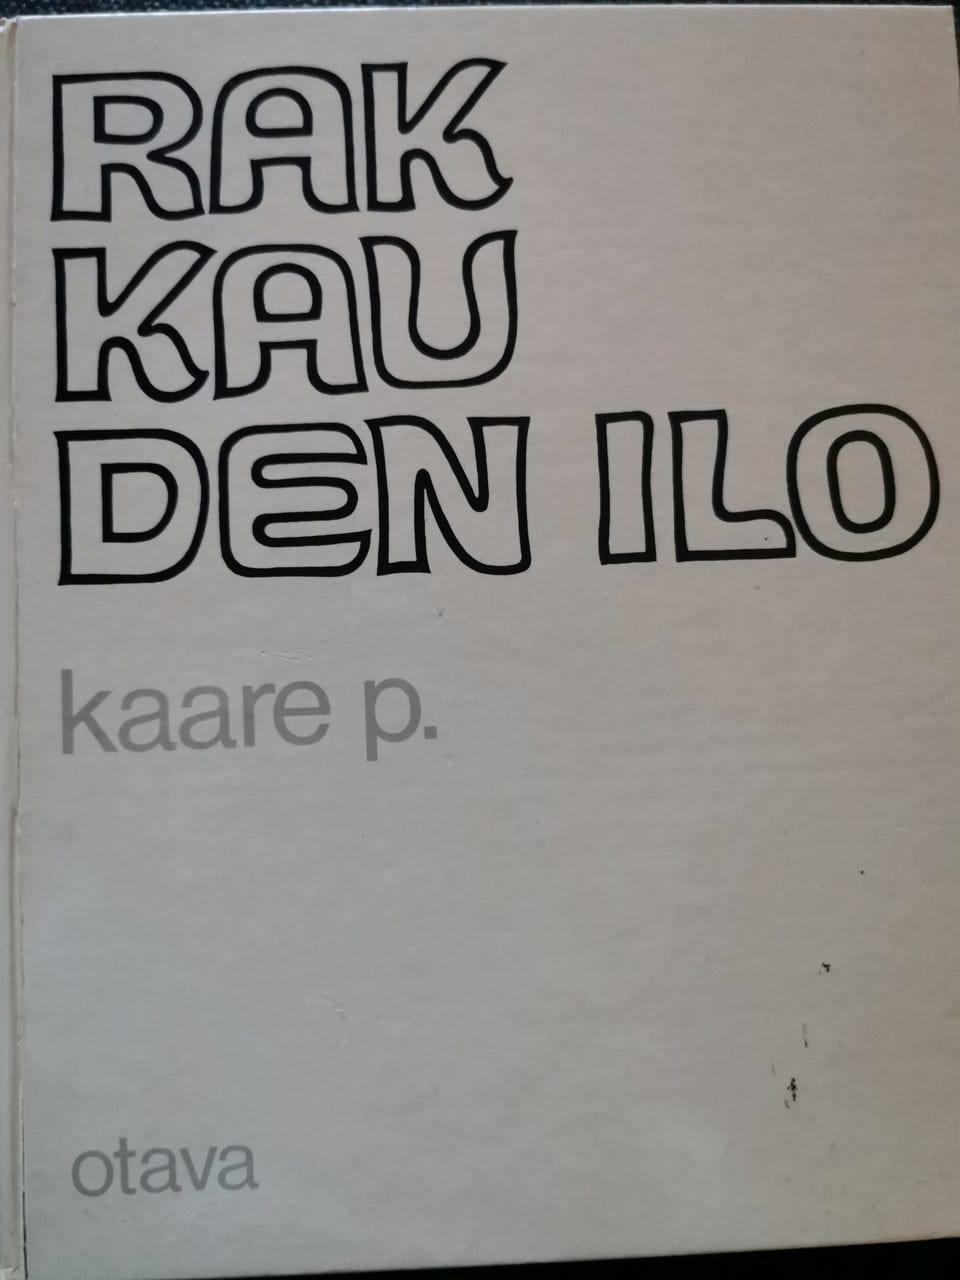 RAK
KAU
DEN ILO
kaare p.
otava